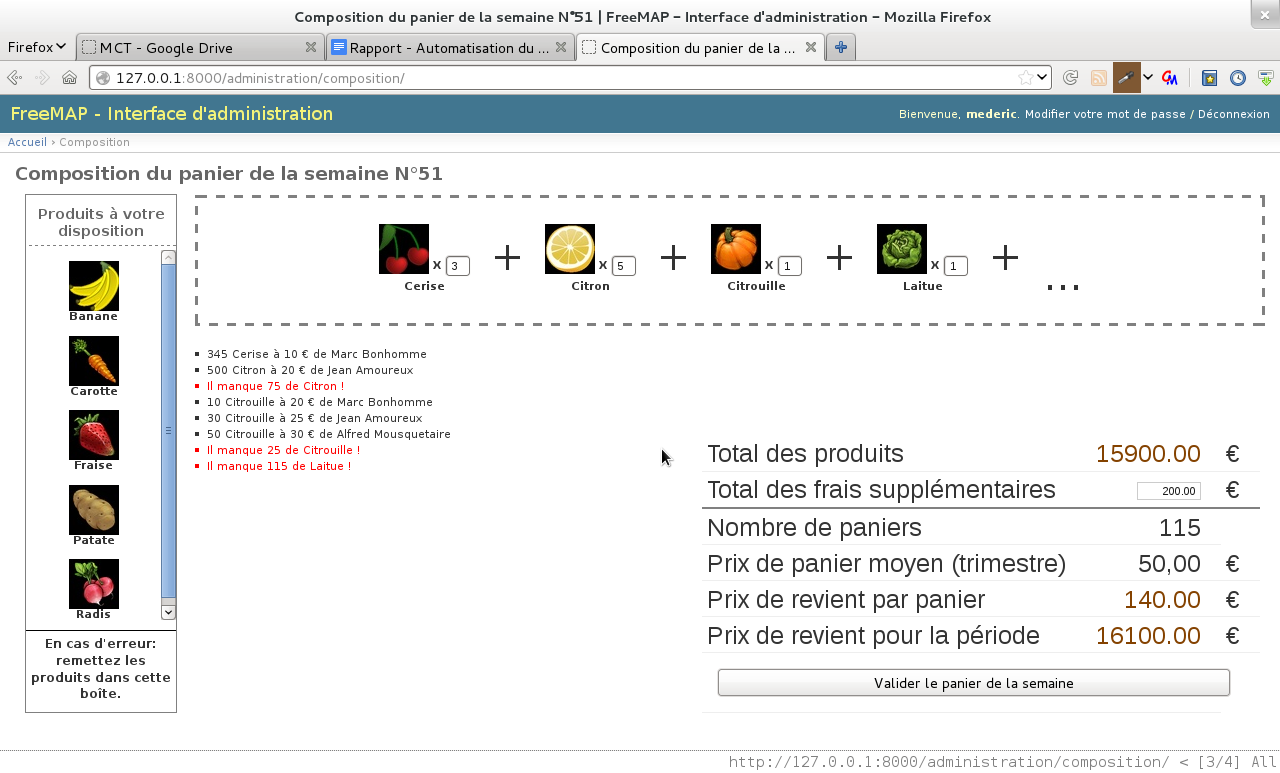 Composition du panier de la semaine N°51 | FreeMAP – Interface d'administration – Mozilla Firefox
Firefox
MCT - Google Drive
Rapport - Automatisation du ...
Composition du panier de la ...
127.0.0.1:8000/administration/composition/
FreeMAP - Interface d'administration
Bienvenue, mederic. Modifier votre mot de passe / Déconnexion
Accueil › Composition
Composition du panier de la semaine N°51
Produits à votre
disposition
Banane
Carotte
Fraise
Patate
Radis
En cas d'erreur:
remettez les
produits dans cette
boîte.
x 3
+
x 5
+
x 1
+
x 1
+
...
Cerise
Citron
Citrouille
Laitue
345 Cerise à 10 € de Marc Bonhomme
500 Citron à 20 € de Jean Amoureux
Il manque 75 de Citron !
10 Citrouille à 20 € de Marc Bonhomme
30 Citrouille à 25 € de Jean Amoureux
50 Citrouille à 30 € de Alfred Mousquetaire
Il manque 25 de Citrouille !
Il manque 115 de Laitue !
Total des produits 15900.00 €
Total des frais supplémentaires 200.00 €
Nombre de paniers 115
Prix de panier moyen (trimestre) 50,00 €
Prix de revient par panier 140.00 €
Prix de revient pour la période 16100.00 €
Valider le panier de la semaine
http://127.0.0.1:8000/administration/composition/ < [3/4] All